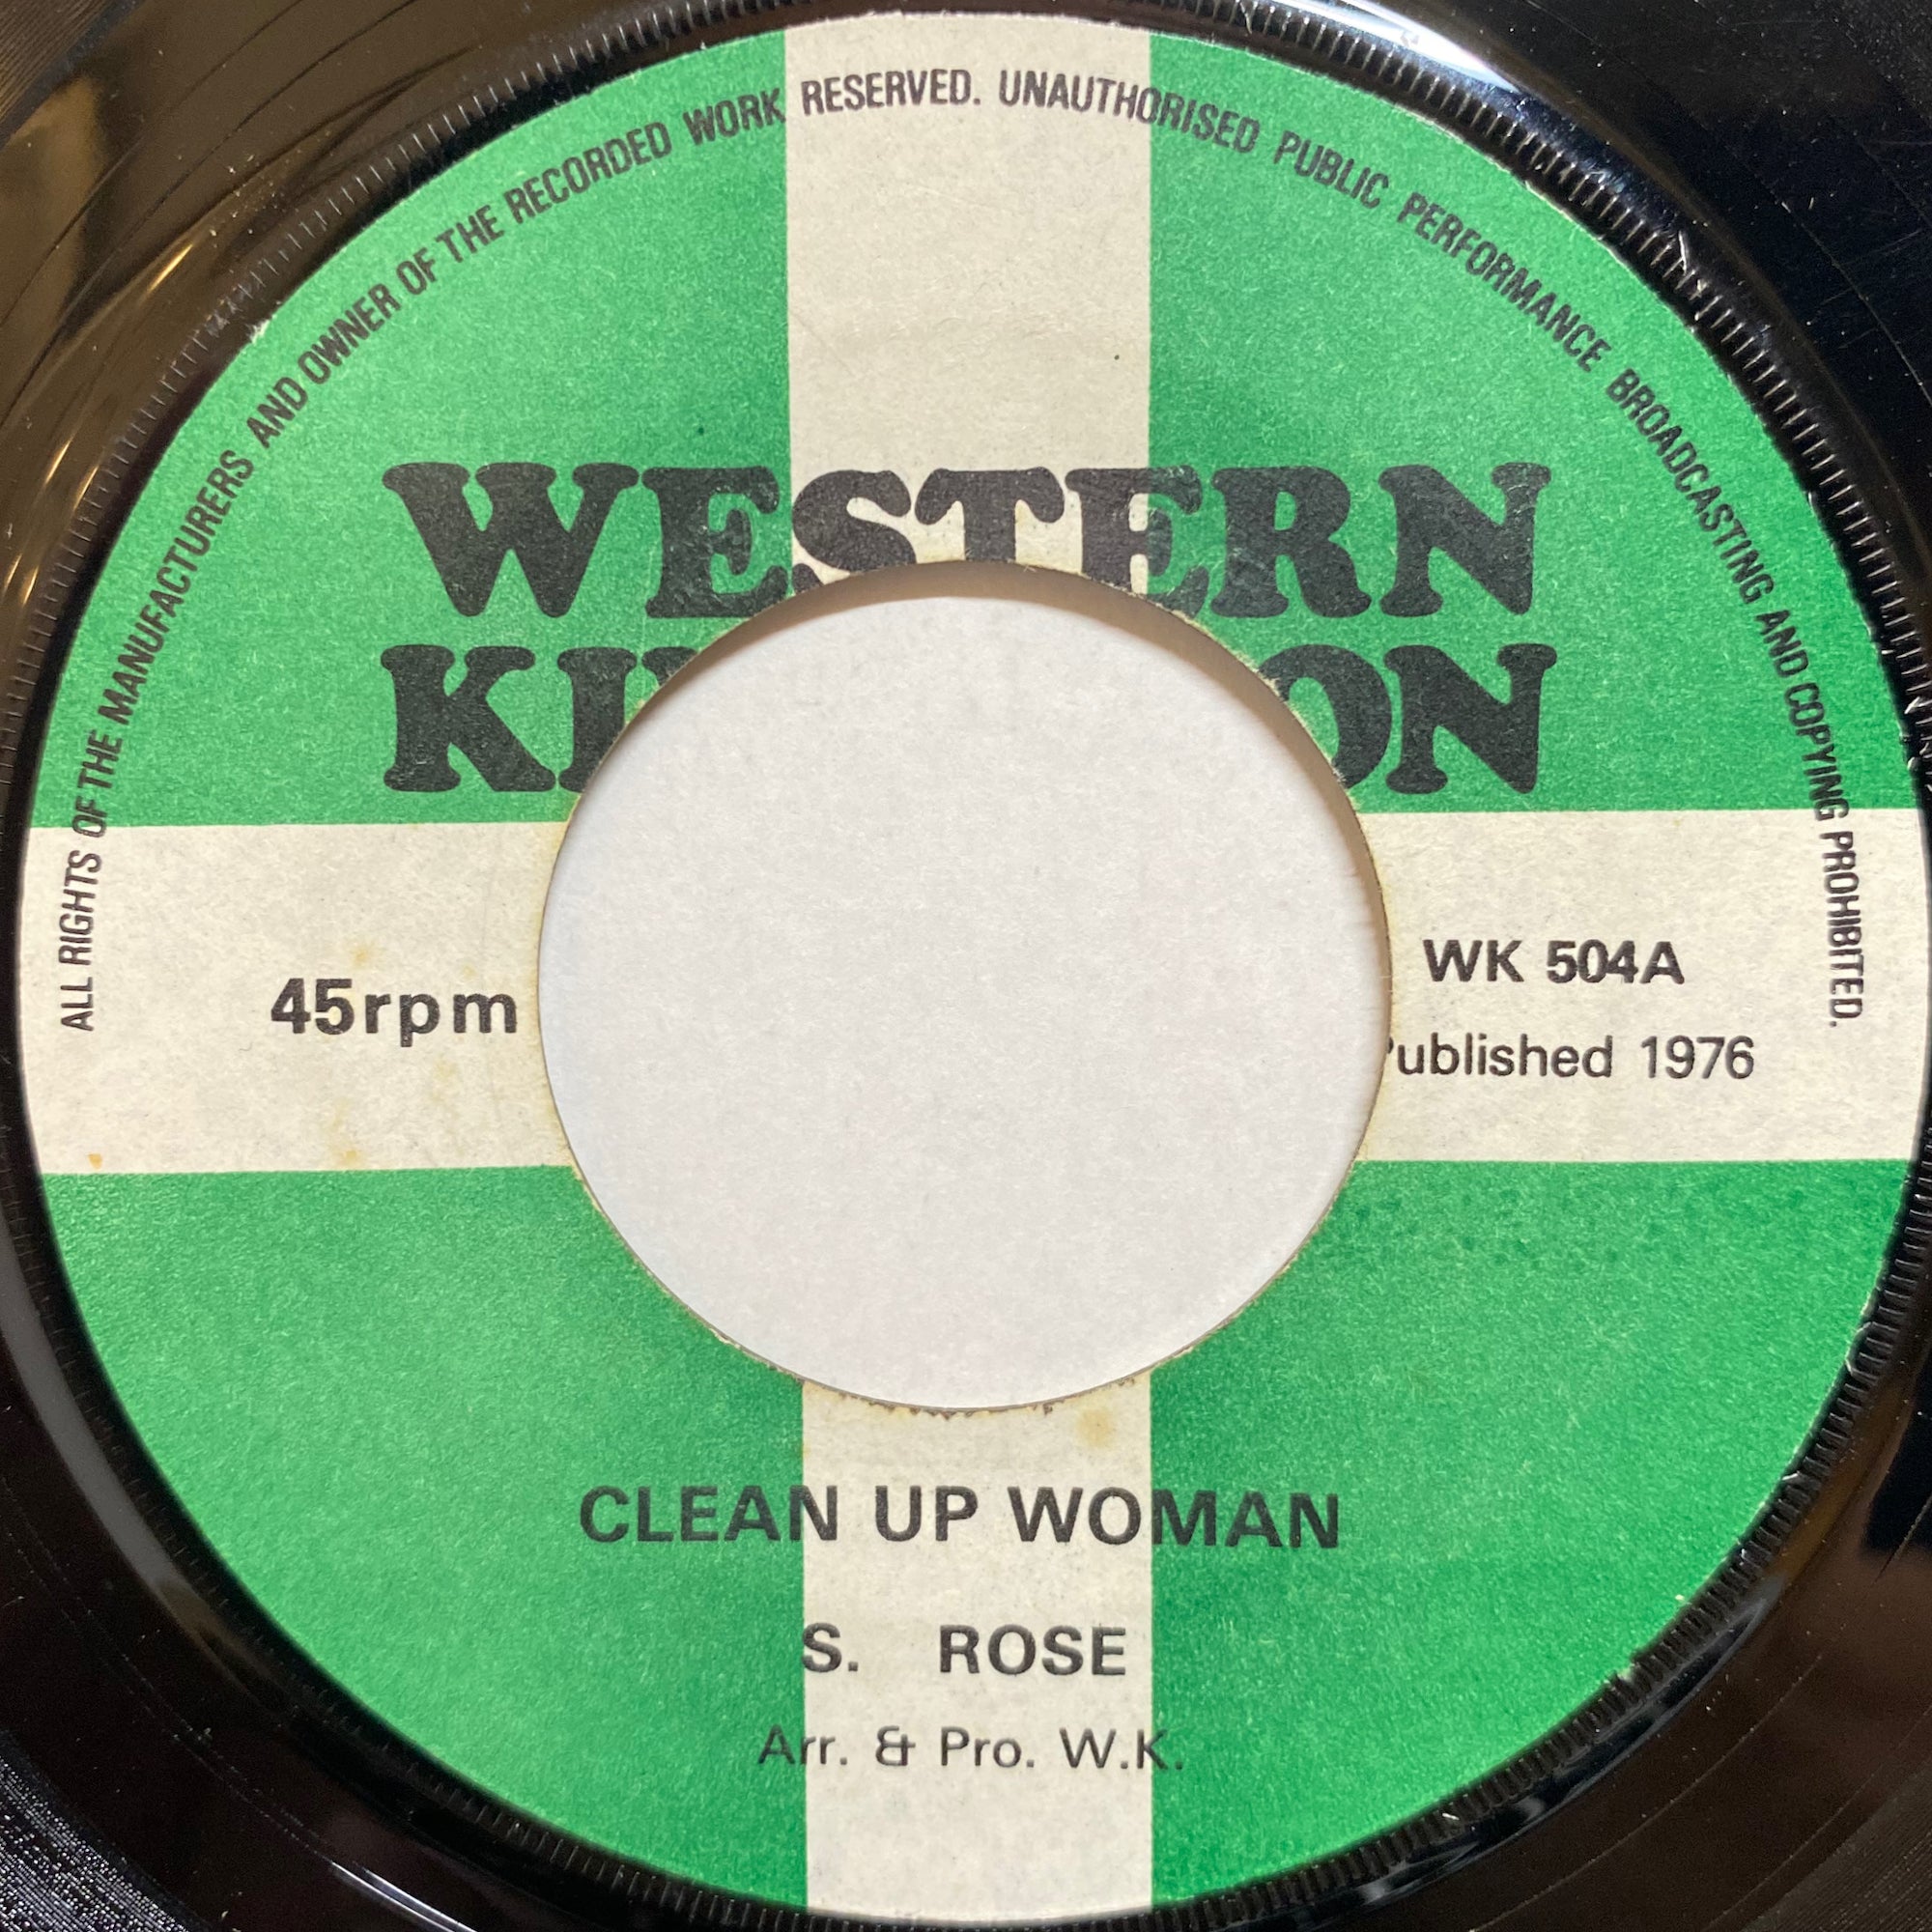 ALL RIGHTS OF THE MANUFACTURERS AND OWNER OF THE RECORDED WORK RESERVED. UNAUTHORISED PUBLIC PERFORMANCE BROADCASTING AND COPYING PROHIBITED.
WESTERN
45rpm
WK 504A
ublished 1976
CLEAN UP WOMAN
S. ROSE
Arr. & Pro. W.K.